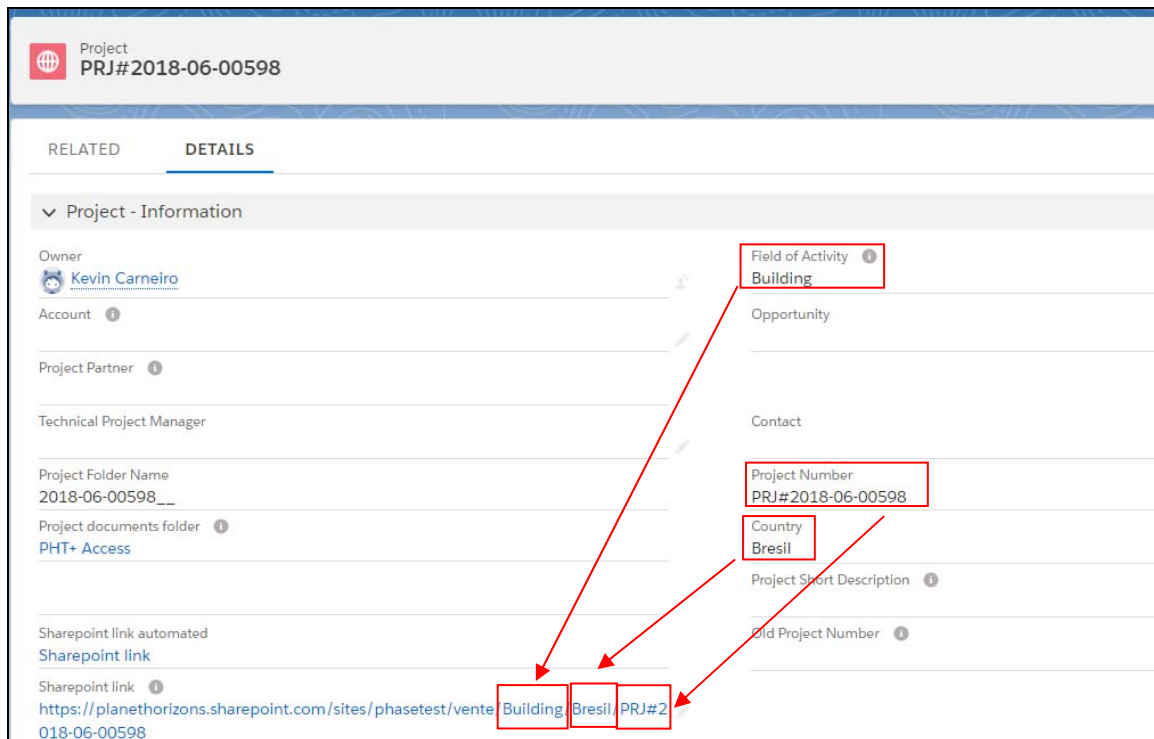 Project
PRJ#2018-06-00598
RELATED
DETAILS
Project - Information
Owner
Kevin Carneiro
Field of Activity
Building
Account
Opportunity
Project Partner
Technical Project Manager
Contact
Project Folder Name
2018-06-00598__
Project Number
PRJ#2018-06-00598
Project documents folder
PHT+ Access
Country
Bresil
Project Short Description
Sharepoint link automated
Sharepoint link
Old Project Number
Sharepoint link
https://planethorizons.sharepoint.com/sites/phasetest/vente/Building/Bresil/PRJ#2
018-06-00598